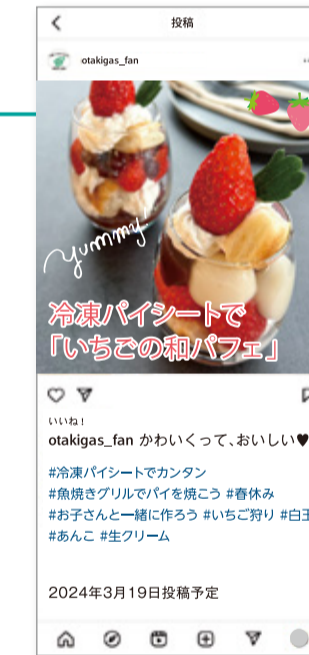 投稿
otakigas_fan
yummy!
冷凍パイシートで
「いちごの和パフェ」
いいね!
otakigas_fan かわいくって、おいしい♥
#冷凍パイシートでカンタン
#魚焼きグリルでパイを焼こう #春休み
#お子さんと一緒に作ろう #いちご狩り #白玉
#あんこ #生クリーム
2024年3月19日投稿予定